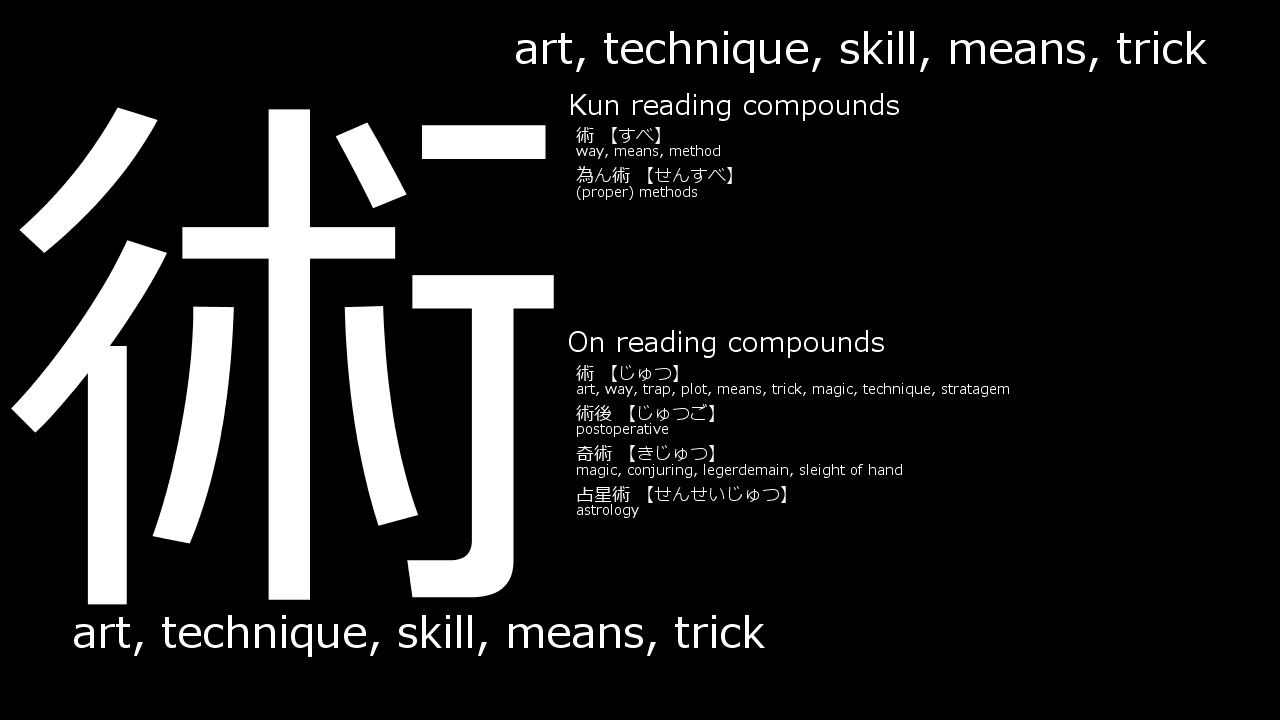 art, technique, skill, means, trick
術
Kun reading compounds
術 【すべ】
way, means, method
為ん術 【せんすべ】
(proper) methods
On reading compounds
術 【じゅつ】
art, way, trap, plot, means, trick, magic, technique, stratagem
術後 【じゅつご】
postoperative
奇術 【きじゅつ】
magic, conjuring, legerdemain, sleight of hand
占星術 【せんせいじゅつ】
astrology
art, technique, skill, means, trick